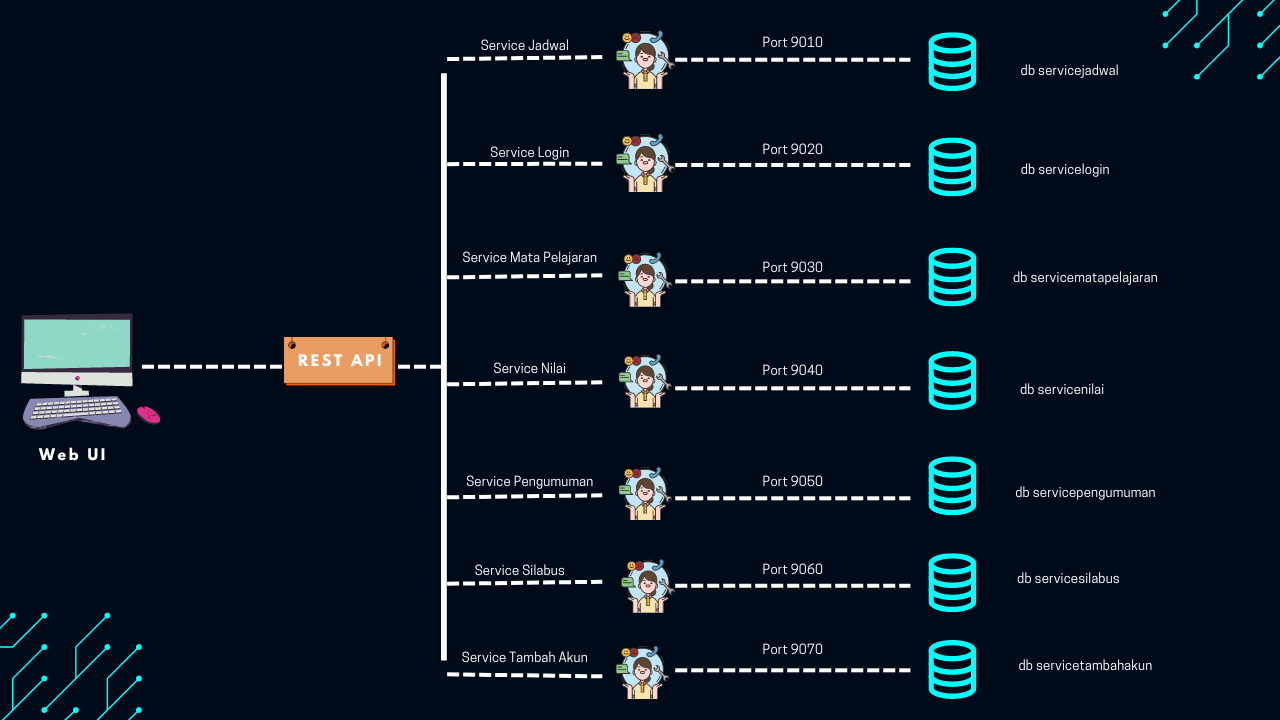 Service Jadwal
Port 9010
db servicejadwal
Service Login
Port 9020
db servicelogin
Service Mata Pelajaran
Port 9030
db servicematapelajaran
REST API
Web UI
Service Nilai
Port 9040
db servicenilai
Service Pengumuman
Port 9050
db servicepengumuman
Service Silabus
Port 9060
db servicesilabus
Service Tambah Akun
Port 9070
db servicetambahakun